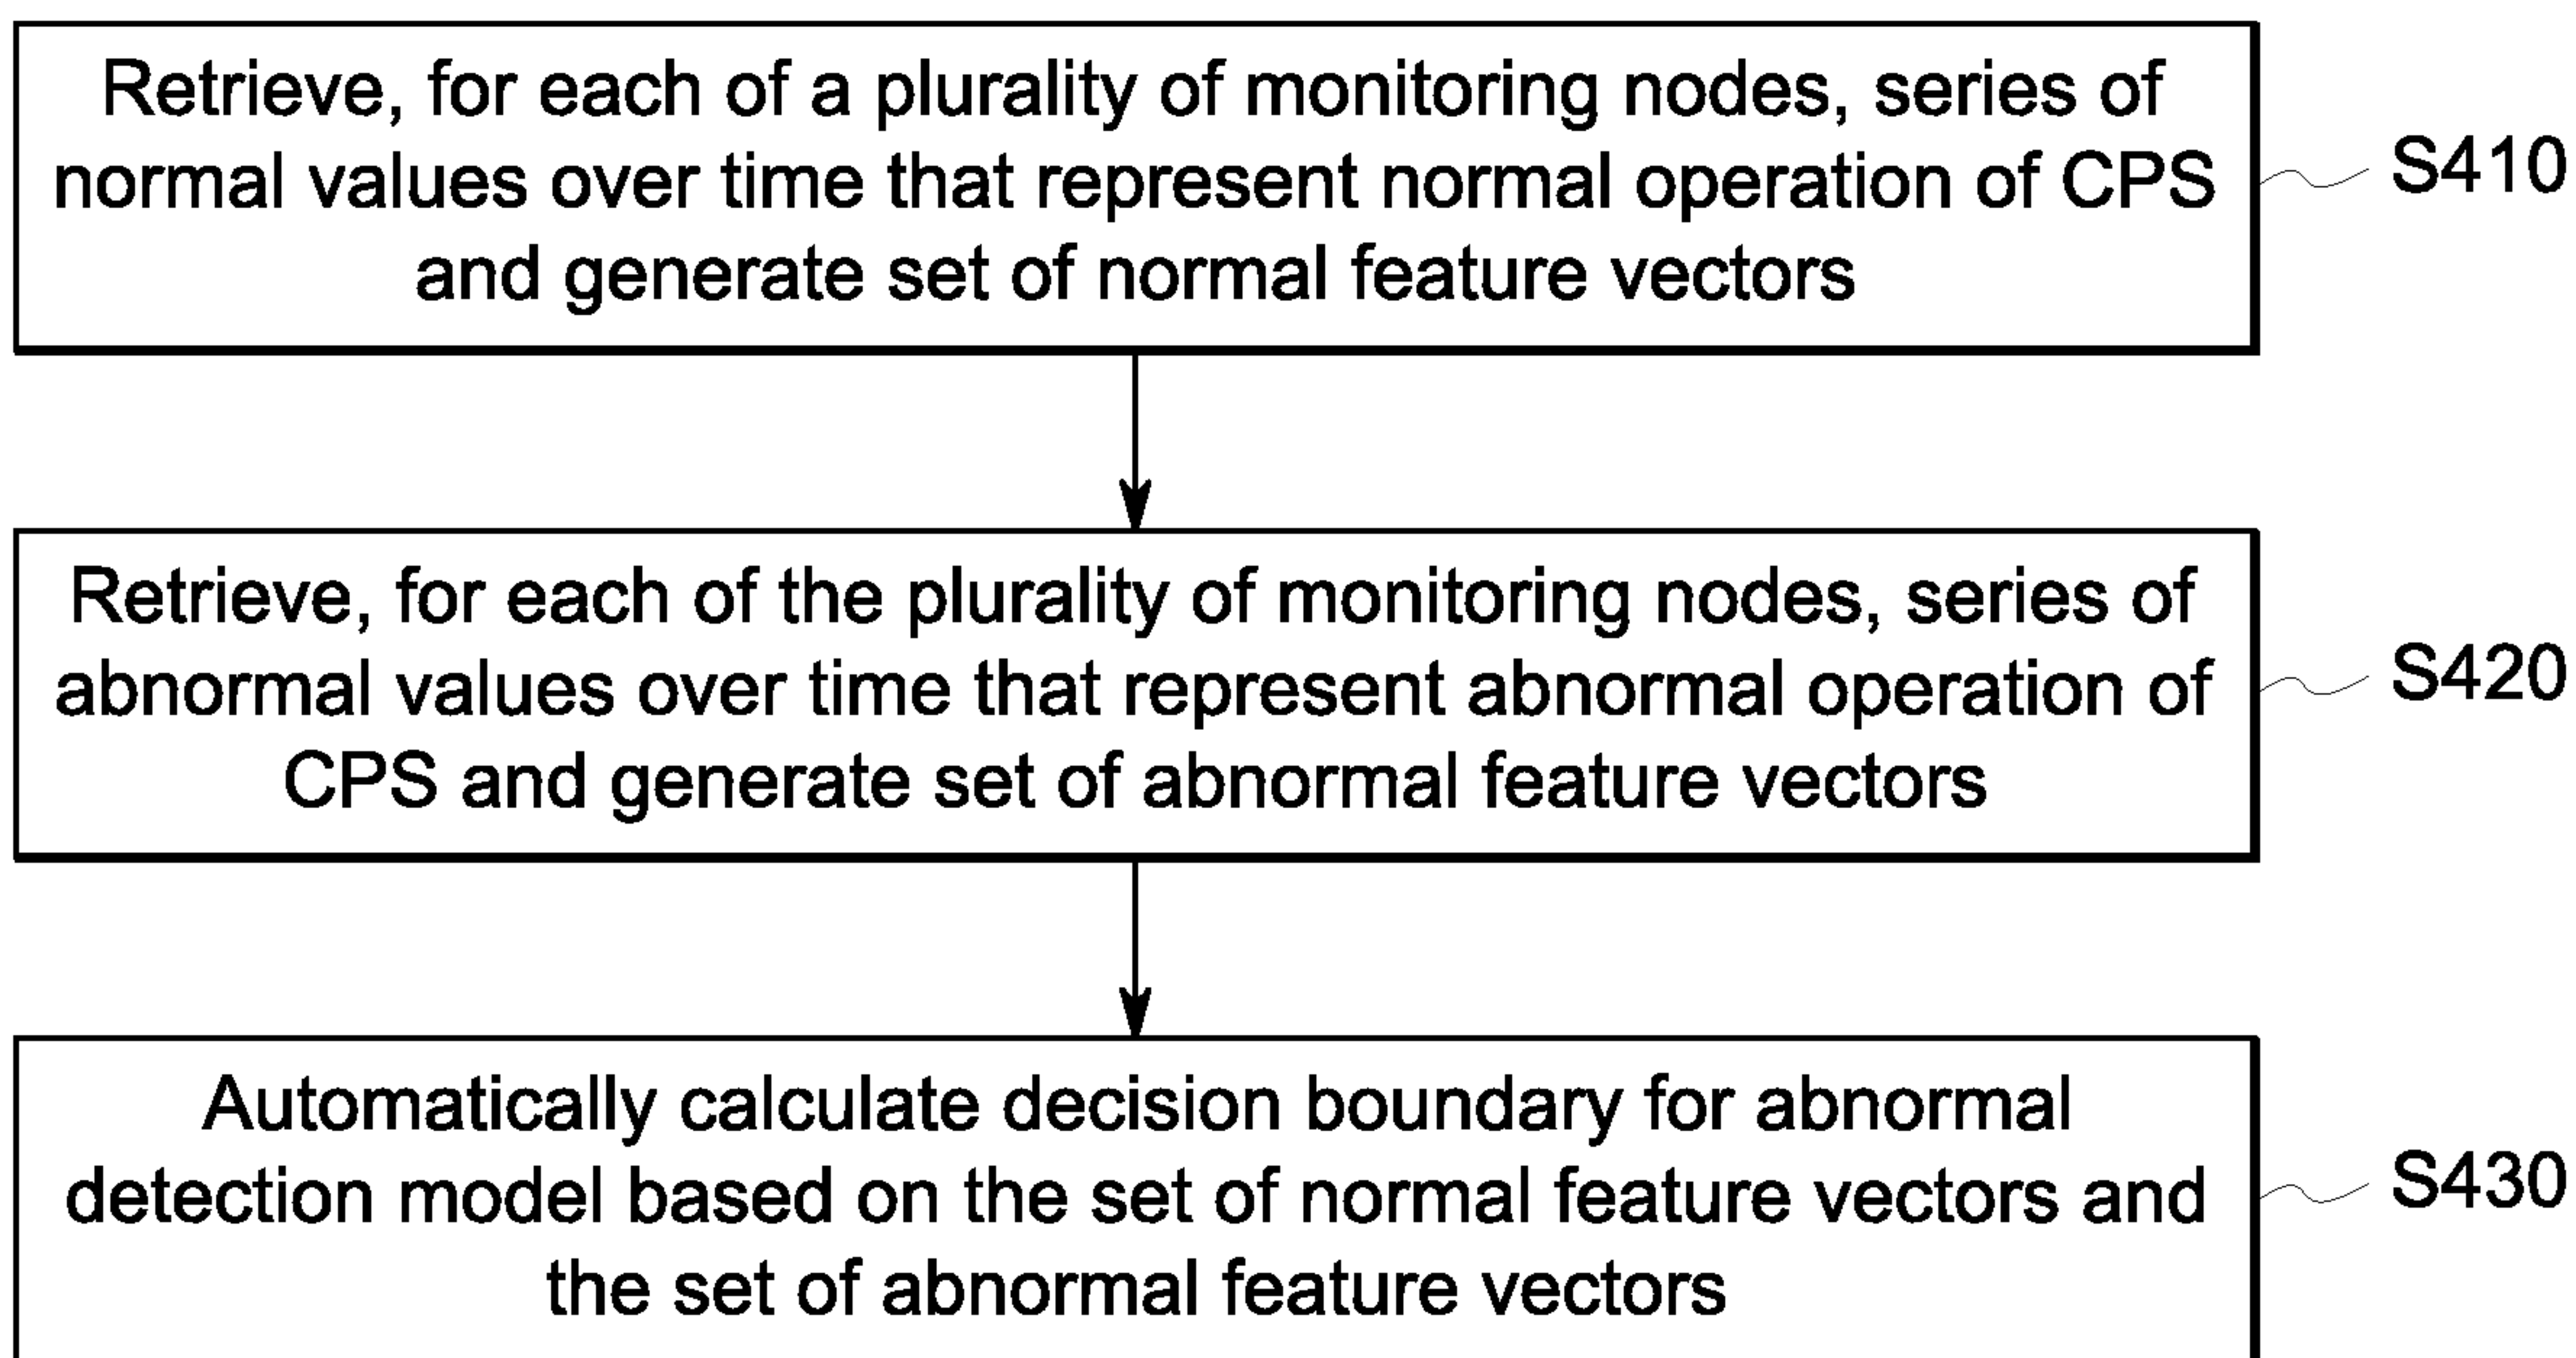 Retrieve, for each of a plurality of monitoring nodes, series of
normal values over time that represent normal operation of CPS
and generate set of normal feature vectors
S410
Retrieve, for each of the plurality of monitoring nodes, series of
abnormal values over time that represent abnormal operation of
CPS and generate set of abnormal feature vectors
S420
Automatically calculate decision boundary for abnormal
detection model based on the set of normal feature vectors and
the set of abnormal feature vectors
S430